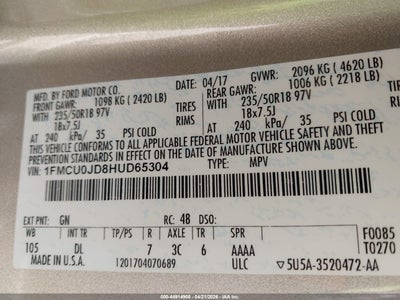 MFD. BY FORD MOTOR CO.
DATE: 04/17 GVWR: 2096 KG ( 4620 LB)
FRONT GAWR: 1098 KG ( 2420 LB) REAR GAWR: 1006 KG ( 2218 LB)
235/50R18 97V TIRES 235/50R18 97V
18x7.5J RIMS 18x7.5J
AT 240 kPa/ 35 PSI COLD AT 240 kPa/ 35 PSI COLD
THIS VEHICLE CONFORMS TO ALL APPLICABLE FEDERAL MOTOR VEHICLE SAFETY AND THEFT
PREVENTION STANDARDS IN EFFECT ON THE DATE OF MANUFACTURE SHOWN ABOVE.
VIN: 1FMCU0JD8HUD65304
TYPE: MPV
EXT PNT: GN RC: 48 DSO: F0085
WB INT TR TP/PS R AXLE TR SPR T0270
105 DL 7 3C 6 AAAA
1201704070689 ULC 5U5A-3520472-AA
000-44914909 - 04/21/2026 - IAAI